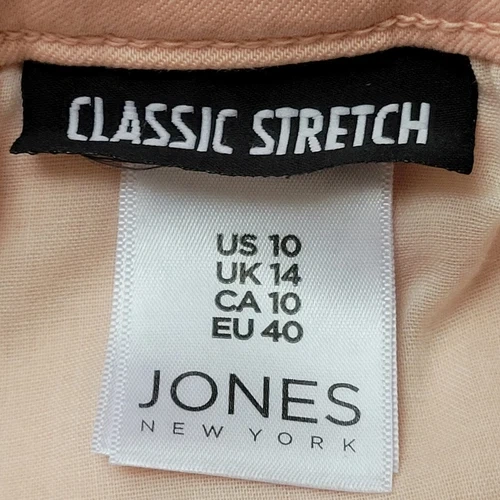 CLASSIC STRETCH
US 10
UK 14
CA 10
EU 40
JONES
NEW YORK